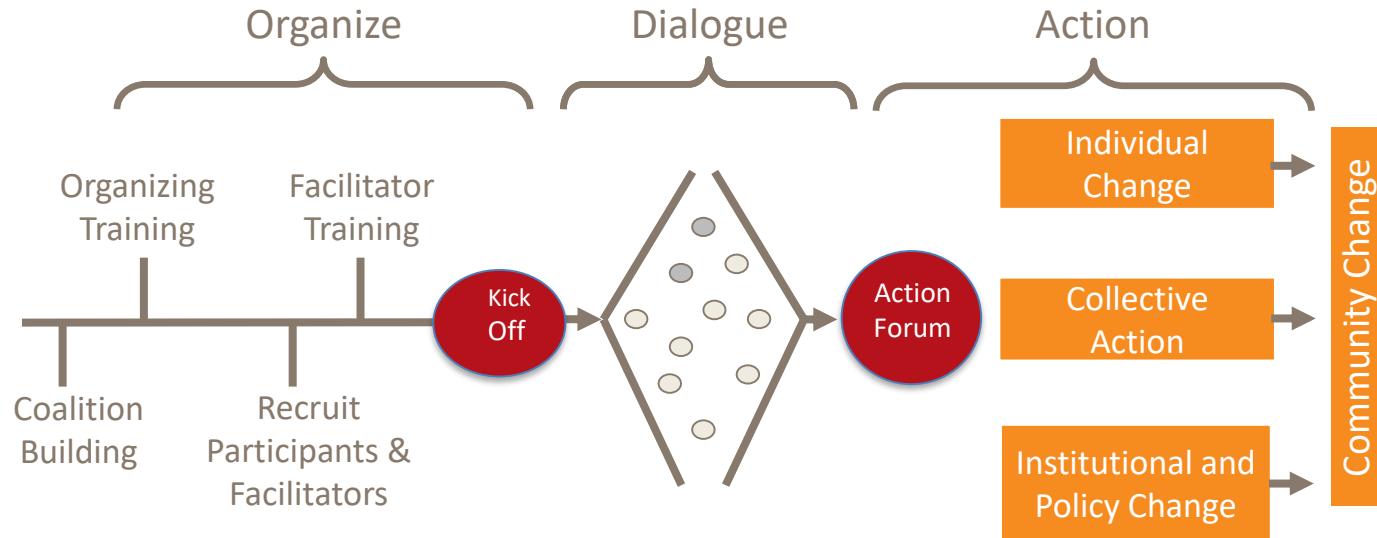 Organize
Dialogue
Action
Organizing
Training
Facilitator
Training
Coalition
Building
Recruit
Participants &
Facilitators
Kick
Off
Action
Forum
Individual
Change
Collective
Action
Institutional and
Policy Change
Community Change